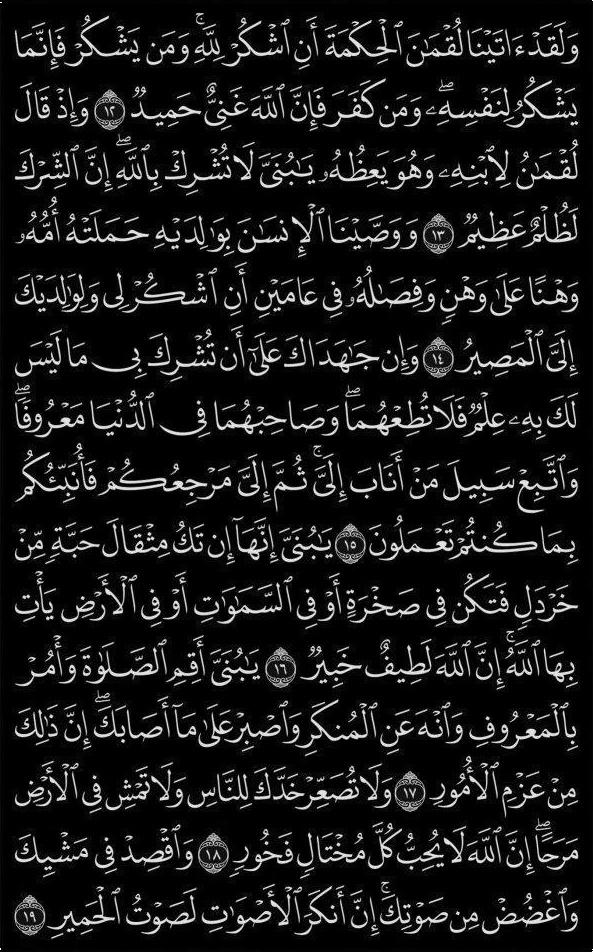 وَلَقَدْ ءَاتَيْنَا لُقْمَٰنَ ٱلْحِكْمَةَ أَنِ ٱشْكُرْ لِلَّهِۚ وَمَن يَشْكُرْ فَإِنَّمَا
يَشْكُرُ لِنَفْسِهِۦۖ وَمَن كَفَرَ فَإِنَّ ٱللَّهَ غَنِىٌّ حَمِيدٌ ١٢ وَإِذْ قَالَ
لُقْمَٰنُ لِٱبْنِهِۦ وَهُوَ يَعِظُهُۥ يَٰبُنَىَّ لَا تُشْرِكْ بِٱللَّهِۖ إِنَّ ٱلشِّرْكَ
لَظُلْمٌ عَظِيمٌ ١٣ وَوَصَّيْنَا ٱلْإِنسَٰنَ بِوَٰلِدَيْهِ حَمَلَتْهُ أُمُّهُۥ
وَهْنًا عَلَىٰ وَهْنٍ وَفِصَٰلُهُۥ فِى عَامَيْنِ أَنِ ٱشْكُرْ لِى وَلِوَٰلِدَيْكَ
إِلَىَّ ٱلْمَصِيرُ ١٤ وَإِن جَٰهَدَاكَ عَلَىٰٓ أَن تُشْرِكَ بِى مَا لَيْسَ
لَكَ بِهِۦ عِلْمٌ فَلَا تُطِعْهُمَاۖ وَصَاحِبْهُمَا فِى ٱلدُّنْيَا مَعْرُوفًاۖ
وَٱتَّبِعْ سَبِيلَ مَنْ أَنَابَ إِلَىَّۚ ثُمَّ إِلَىَّ مَرْجِعُكُمْ فَأُنَبِّئُكُم
بِمَا كُنتُمْ تَعْمَلُونَ ١٥ يَٰبُنَىَّ إِنَّهَآ إِن تَكُ مِثْقَالَ حَبَّةٍ مِّنْ
خَرْدَلٍ فَتَكُن فِى صَخْرَةٍ أَوْ فِى ٱلسَّمَٰوَٰتِ أَوْ فِى ٱلْأَرْضِ يَأْتِ
بِهَا ٱللَّهُۚ إِنَّ ٱللَّهَ لَطِيفٌ خَبِيرٌ ١٦ يَٰبُنَىَّ أَقِمِ ٱلصَّلَوٰةَ وَأْمُرْ
بِٱلْمَعْرُوفِ وَٱنْهَ عَنِ ٱلْمُنكَرِ وَٱصْبِرْ عَلَىٰ مَآ أَصَابَكَۖ إِنَّ ذَٰلِكَ
مِنْ عَزْمِ ٱلْأُمُورِ ١٧ وَلَا تُصَعِّرْ خَدَّكَ لِلنَّاسِ وَلَا تَمْشِ فِى ٱلْأَرْضِ
مَرَحًاۖ إِنَّ ٱللَّهَ لَا يُحِبُّ كُلَّ مُخْتَالٍ فَخُورٍ ١٨ وَٱقْصِدْ فِى مَشْيِكَ
وَٱغْضُضْ مِن صَوْتِكَۚ إِنَّ أَنكَرَ ٱلْأَصْوَٰتِ لَصَوْتُ ٱلْحَمِيرِ ١٩